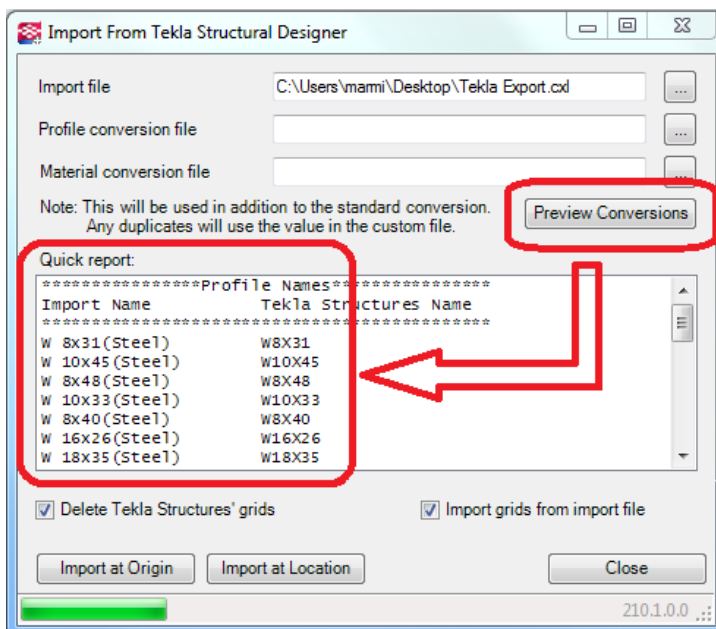 Import From Tekla Structural Designer
Import file
C:\Users\marmi\Desktop\Tekla Export.cxl
...
Profile conversion file
...
Material conversion file
...
Note: This will be used in addition to the standard conversion.
Any duplicates will use the value in the custom file.
Preview Conversions
Quick report:
****************Profile Names****************
Import Name Tekla Structures Name
*********************************************
W 8x31(Steel) W8X31
W 10x45(Steel) W10X45
W 8x48(Steel) W8X48
W 10x33(Steel) W10X33
W 8x40(Steel) W8X40
W 16x26(Steel) W16X26
W 18x35(Steel) W18X35
Delete Tekla Structures' grids
Import grids from import file
Import at Origin
Import at Location
Close
210.1.0.0